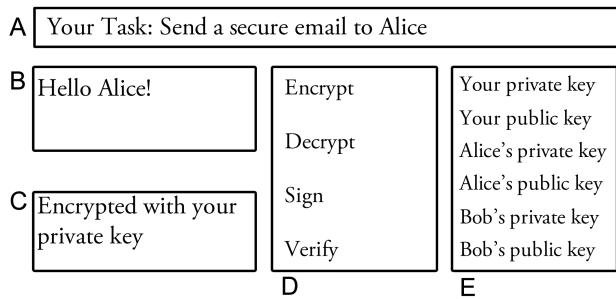 A Your Task: Send a secure email to Alice
B Hello Alice!
C Encrypted with your
private key
Encrypt
Decrypt
Sign
Verify
D
Your private key
Your public key
Alice's private key
Alice's public key
Bob's private key
Bob's public key
E